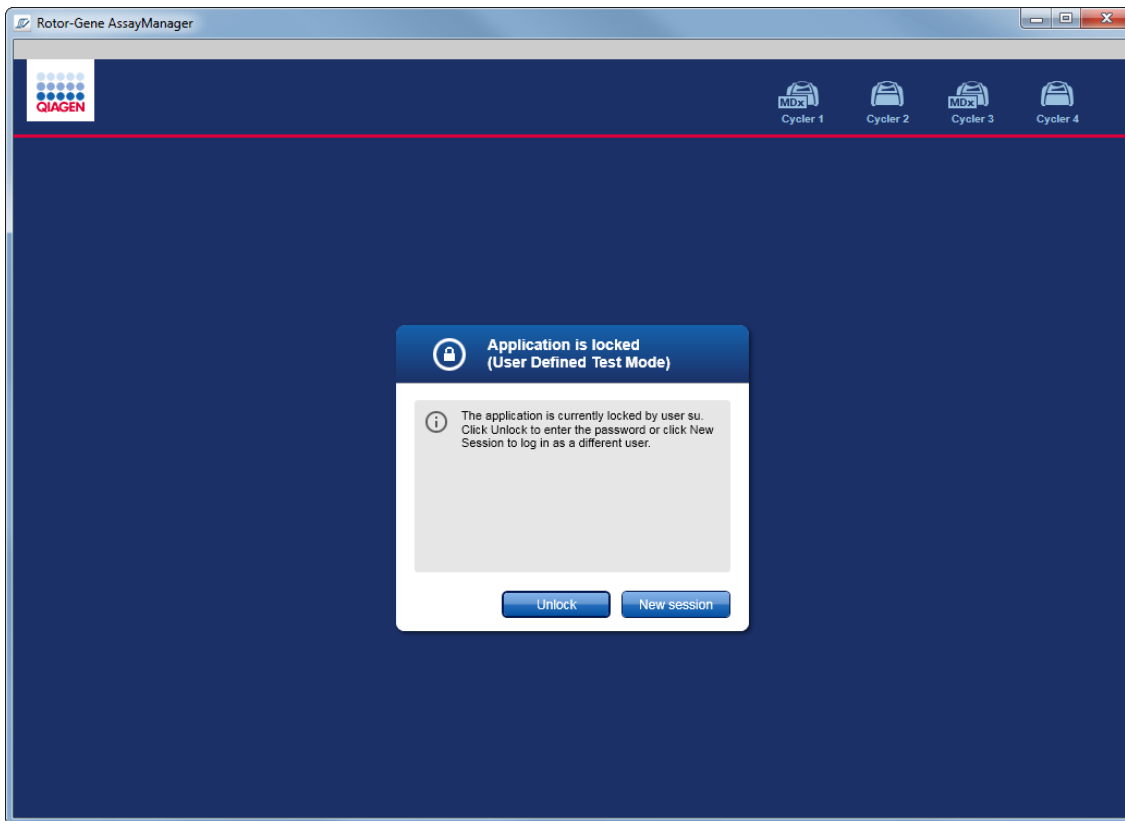 Rotor-Gene AssayManager
QIAGEN
MDx
MDx
Cycler 1
Cycler 2
Cycler 3
Cycler 4
Application is locked
(User Defined Test Mode)
The application is currently locked by user su.
Click Unlock to enter the password or click New
Session to log in as a different user.
Unlock
New session